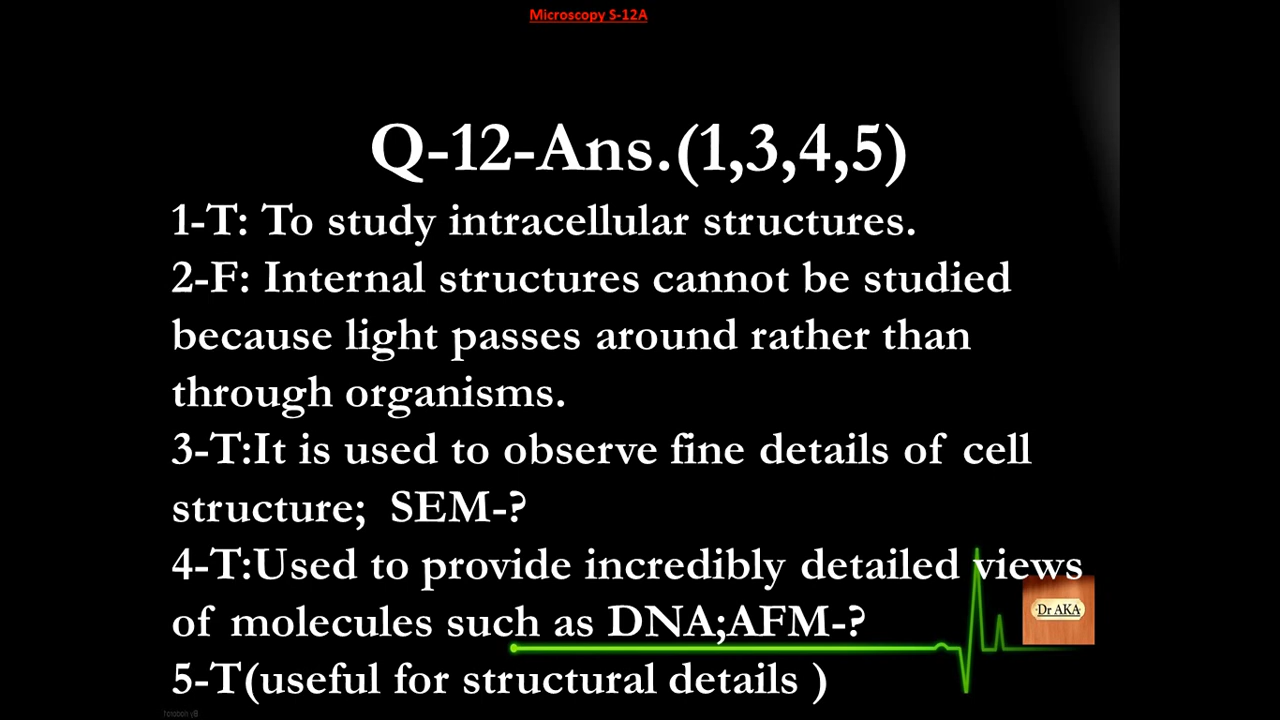 Microscopy S-12A
Q-12-Ans.(1,3,4,5)
1-T: To study intracellular structures.
2-F: Internal structures cannot be studied
because light passes around rather than
through organisms.
3-T:It is used to observe fine details of cell
structure; SEM-?
4-T:Used to provide incredibly detailed views
of molecules such as DNA;AFM-?
Dr AKA
5-T(useful for structural details )